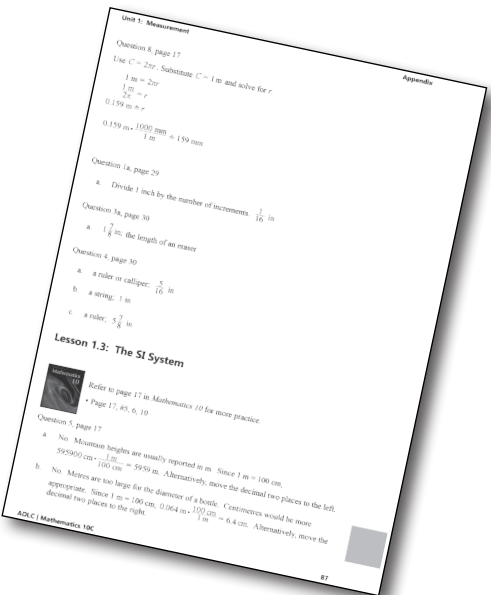 Unit 1: Measurement
Appendix
Question 8, page 17
Use C = 2πr. Substitute C = 1 m and solve for r
1 m = 2πr
1 m / 2π = r
0.159 m ≐ r
0.159 m • 1000 mm / 1 m ≐ 159 mm
Question 1a, page 29
a. Divide 1 inch by the number of increments. 1/16 in
Question 3a, page 30
a. 1 7/8 in; the length of an eraser
Question 4, page 30
a. a ruler or calliper; 5/16 in
b. a string; 1 in
c. a ruler; 5 7/8 in
Lesson 1.3: The SI System
Mathematics
10
Refer to page 17 in Mathematics 10 for more practice.
• Page 17, #5, 6, 10
Question 5, page 17
a. No. Mountain heights are usually reported in m. Since 1 m = 100 cm,
595900 cm • 1 m / 100 cm = 5959 m. Alternatively, move the decimal two places to the left.
b. No. Metres are too large for the diameter of a bottle. Centimetres would be more
appropriate. Since 1 m = 100 cm, 0.064 m • 100 cm / 1 m = 6.4 cm. Alternatively, move the
decimal two places to the right.
ADLC | Mathematics 10C
87